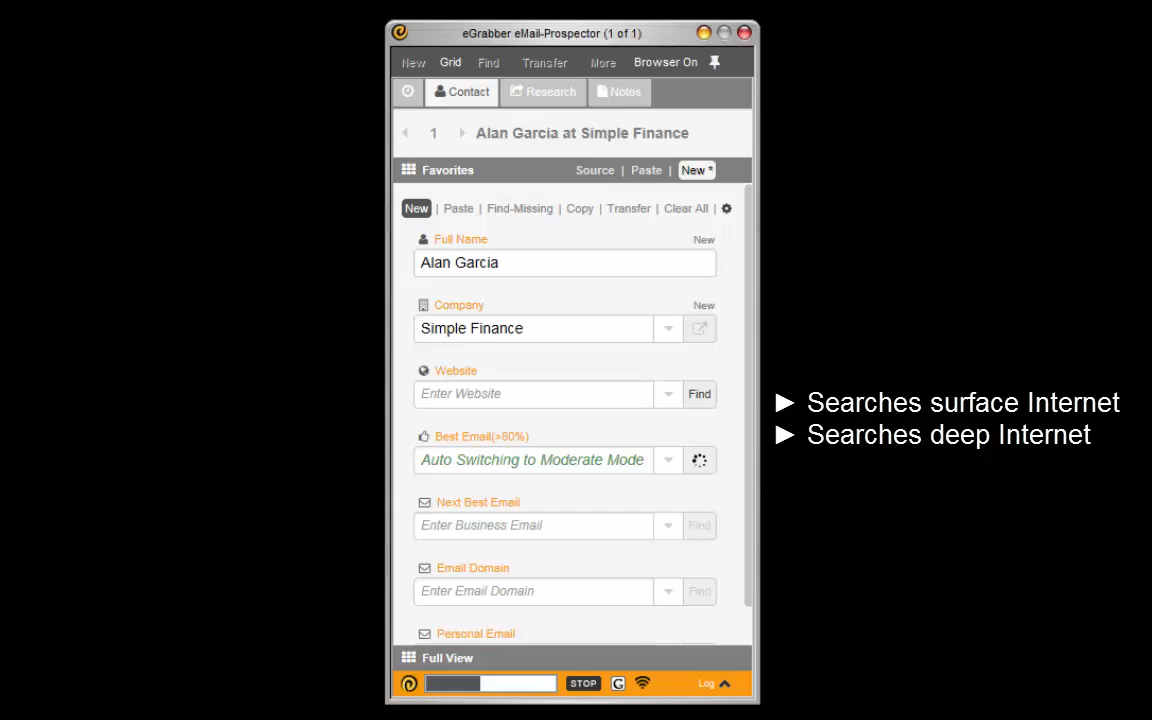 eGrabber eMail-Prospector (1 of 1)
New Grid Find Transfer More Browser On
Contact Research Notes
1 Alan Garcia at Simple Finance
Favorites Source | Paste | New *
New | Paste | Find-Missing | Copy | Transfer | Clear All |
Full Name New
Alan Garcia
Company New
Simple Finance
Website
Enter Website Find
► Searches surface Internet
► Searches deep Internet
Best Email(>80%)
Auto Switching to Moderate Mode
Next Best Email
Enter Business Email Find
Email Domain
Enter Email Domain Find
Personal Email
Full View
STOP G Log